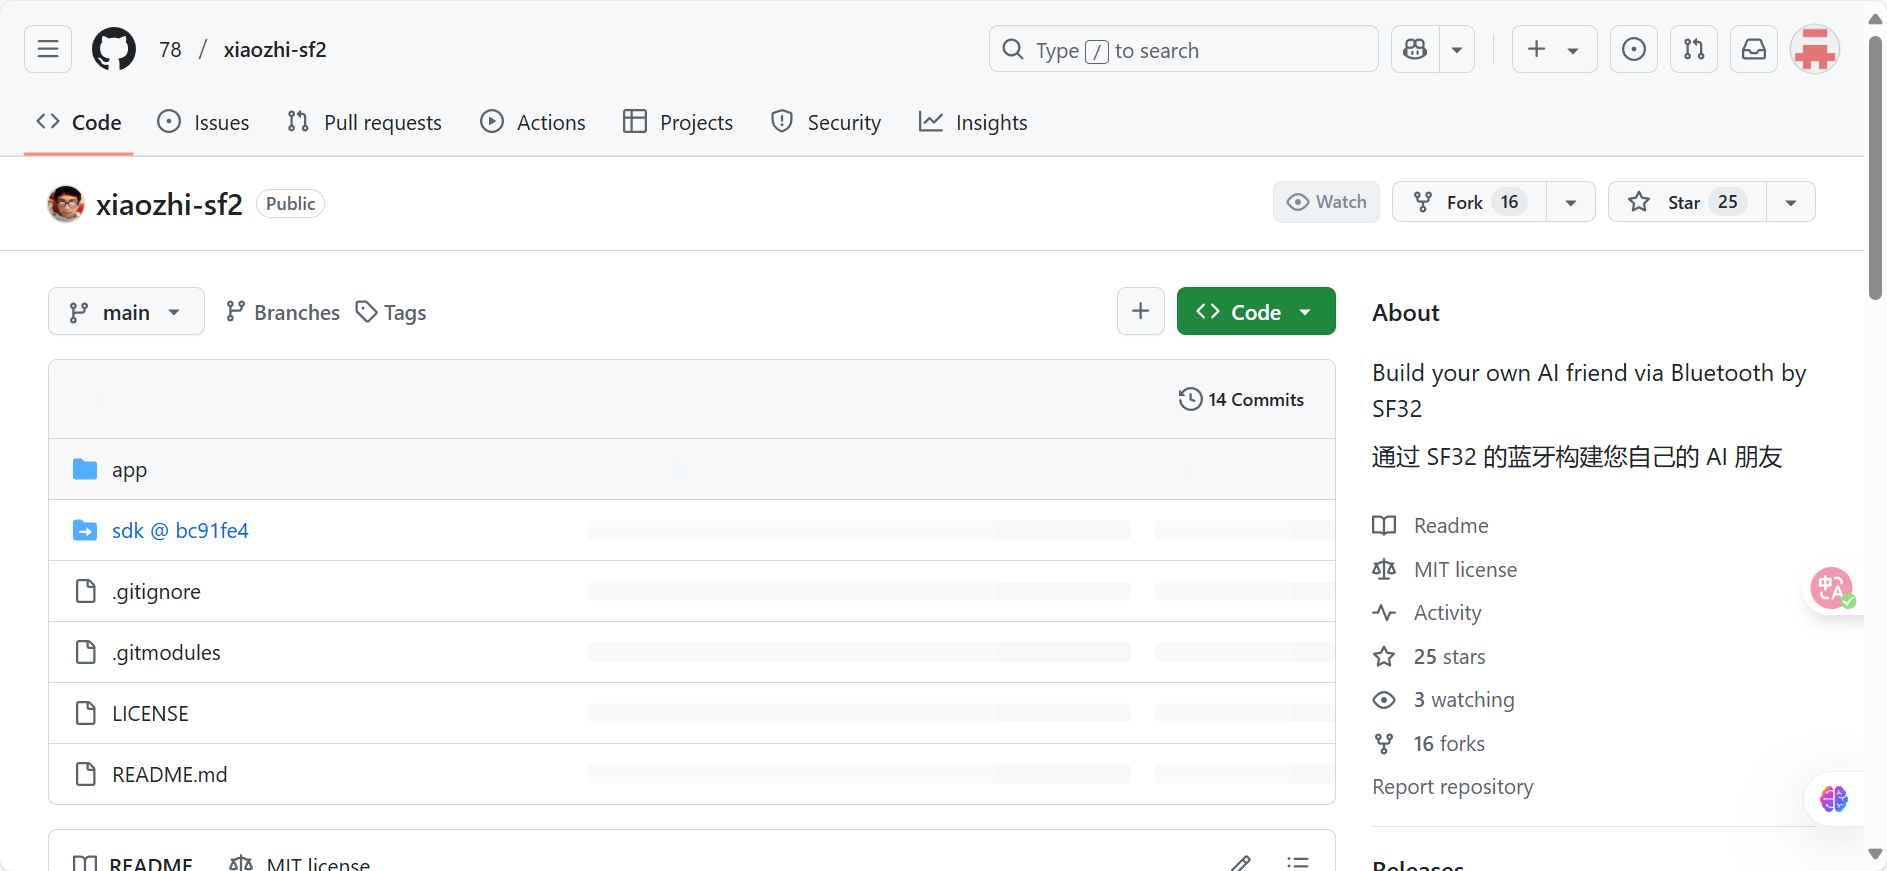 78 / xiaozhi-sf2
Type / to search
Code
Issues
Pull requests
Actions
Projects
Security
Insights
xiaozhi-sf2
Public
Watch
Fork 16
Star 25
main
Branches
Tags
Code
14 Commits
app
sdk @ bc91fe4
.gitignore
.gitmodules
LICENSE
README.md
README
MIT license
About
Build your own AI friend via Bluetooth by
SF32
通过 SF32 的蓝牙构建您自己的 AI 朋友
Readme
MIT license
Activity
25 stars
3 watching
16 forks
Report repository
Releases
中A